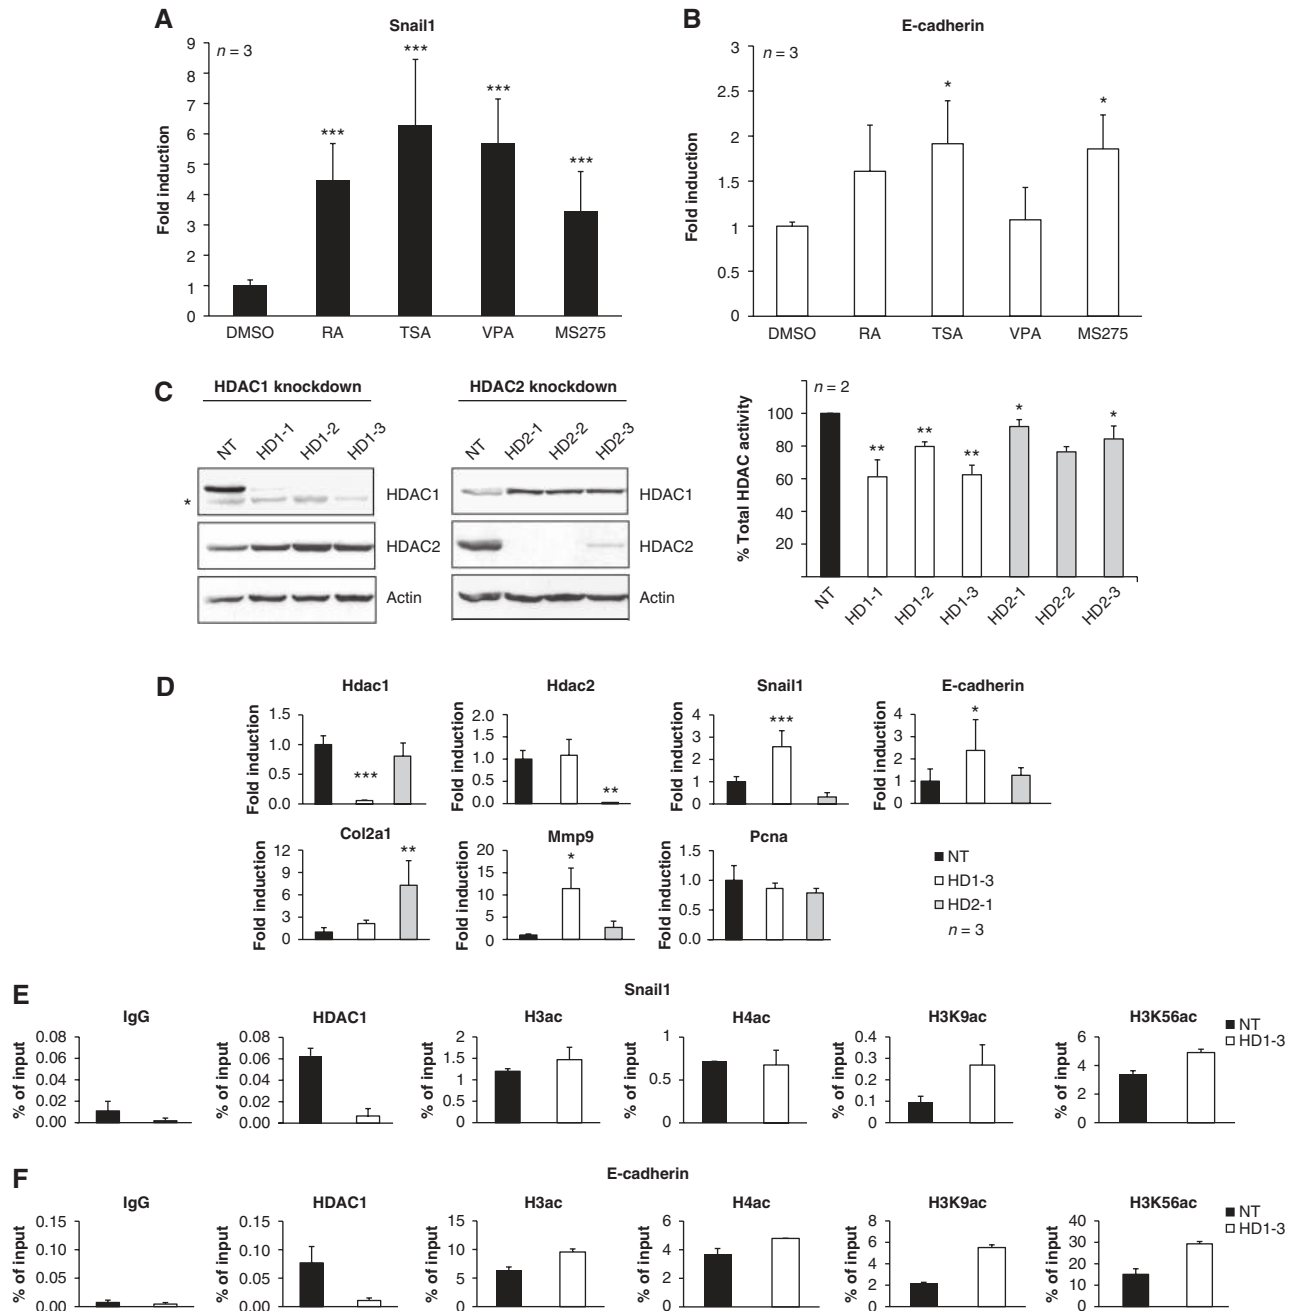 A
Snail1
n = 3
Fold induction
9
8
7
6
5
4
3
2
1
0
***
***
***
***
DMSO
RA
TSA
VPA
MS275
B
E-cadherin
n = 3
Fold induction
3
2.5
2
1.5
1
0.5
0
*
*
DMSO
RA
TSA
VPA
MS275
C
HDAC1 knockdown
NT
HD1-1
HD1-2
HD1-3
*
HDAC1
HDAC2
Actin
HDAC2 knockdown
NT
HD2-1
HD2-2
HD2-3
HDAC1
HDAC2
Actin
n = 2
% Total HDAC activity
100
80
60
40
20
**
**
**
*
*
NT
HD1-1
HD1-2
HD1-3
HD2-1
HD2-2
HD2-3
D
Hdac1
Fold induction
1.5
1.0
0.5
0.0
***
Hdac2
Fold induction
2.0
1.5
1.0
0.5
0.0
**
Snail1
Fold induction
4
3
2
1
0
***
E-cadherin
Fold induction
4
3
2
1
0
*
Col2a1
Fold induction
12
9
6
3
0
**
Mmp9
Fold induction
20
15
10
5
0
*
Pcna
Fold induction
1.5
1.0
0.5
0.0
NT
HD1-3
HD2-1
n = 3
E
Snail1
IgG
% of input
0.08
0.06
0.04
0.02
0.00
HDAC1
% of input
0.08
0.06
0.04
0.02
0.00
H3ac
% of input
2
1.5
1
0.5
0
H4ac
% of input
1
0.5
0
H3K9ac
% of input
0.4
0.3
0.2
0.1
0
H3K56ac
% of input
6
4
2
0
NT
HD1-3
F
E-cadherin
IgG
% of input
0.15
0.10
0.05
0.00
HDAC1
% of input
0.15
0.10
0.05
0.00
H3ac
% of input
15
10
5
0
H4ac
% of input
6
4
2
0
H3K9ac
% of input
8
6
4
2
0
H3K56ac
% of input
40
30
20
10
0
NT
HD1-3